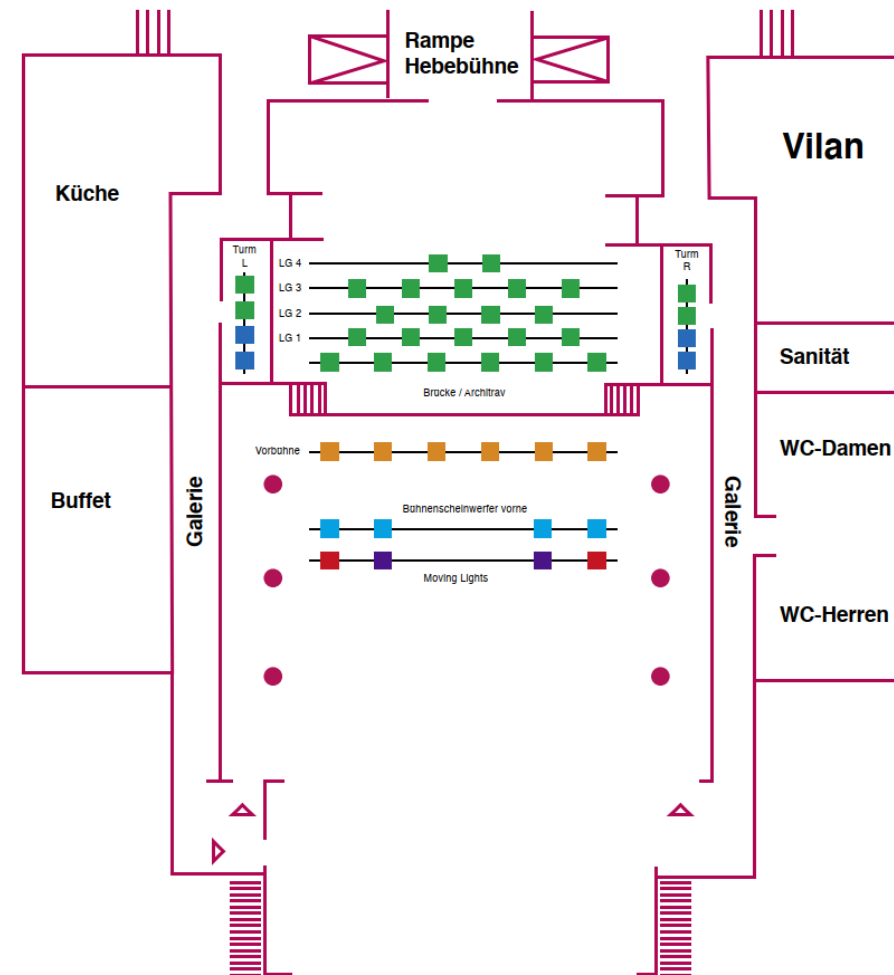 Rampe
Hebebühne
Vilan
Küche
Turm
L
Turm
R
LG 4
LG 3
LG 2
LG 1
Sanität
Brücke / Architrav
WC-Damen
Vorbühne
Buffet
Galerie
Galerie
Bühnenscheinwerfer vorne
Moving Lights
WC-Herren